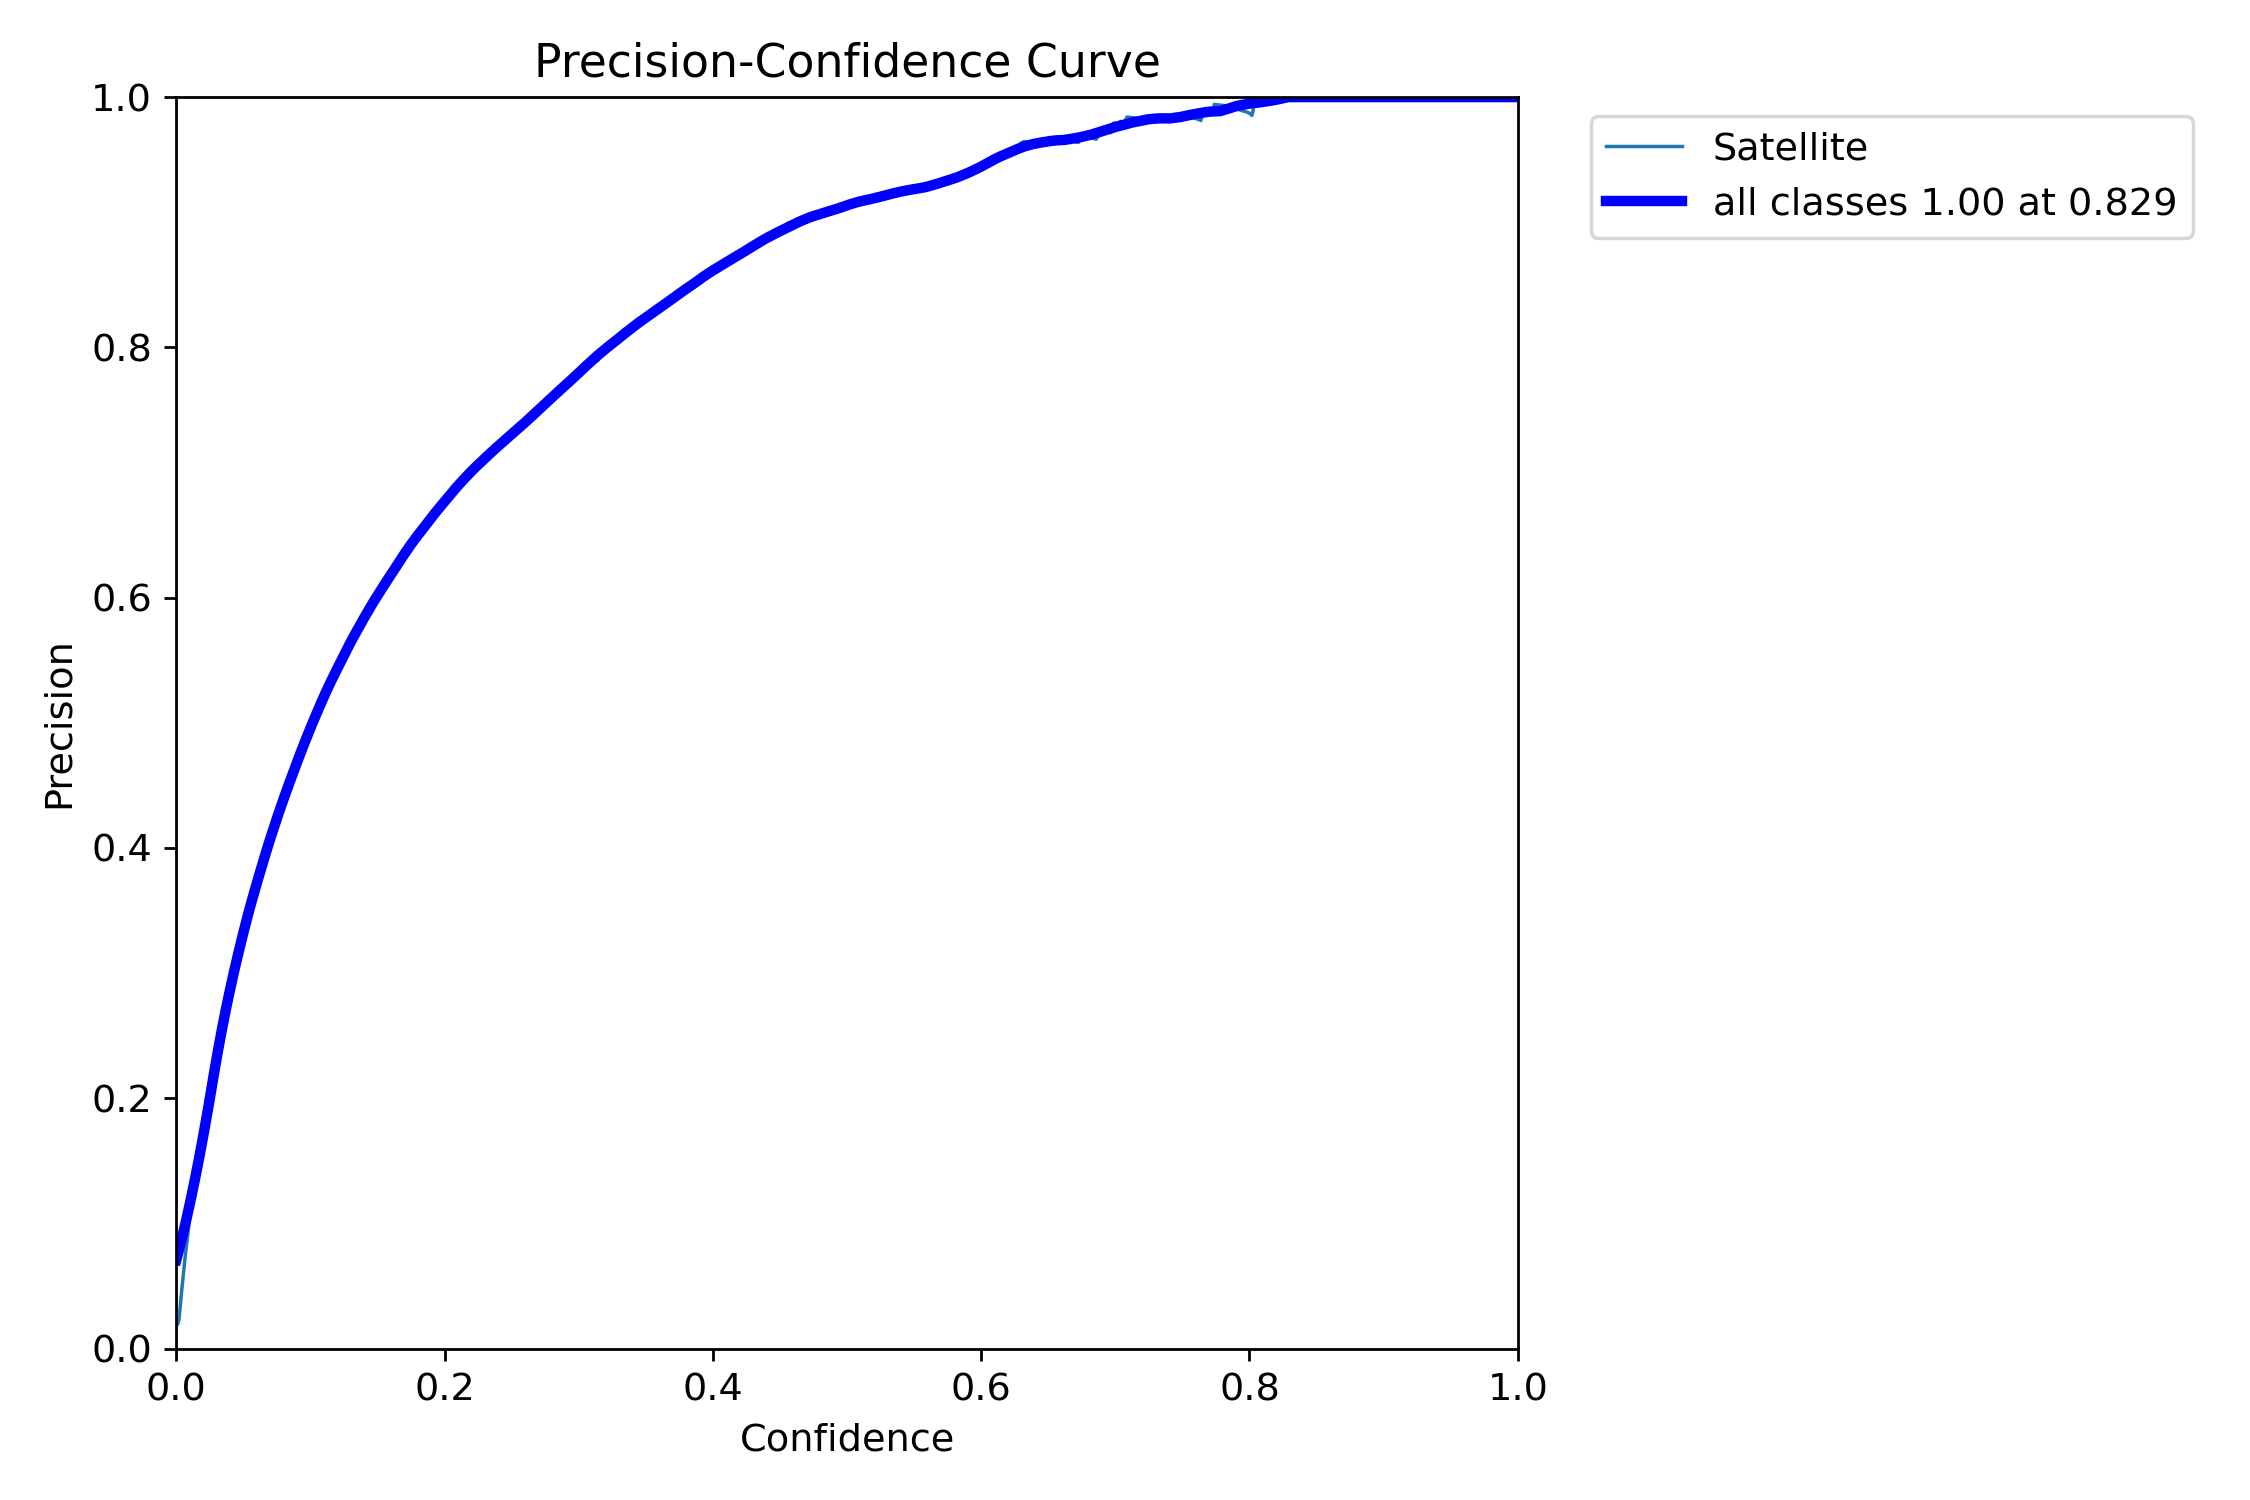 Precision-Confidence Curve
1.0
0.8
0.6
0.4
0.2
0.0
Precision
0.0 0.2 0.4 0.6 0.8 1.0
Confidence
Satellite
all classes 1.00 at 0.829